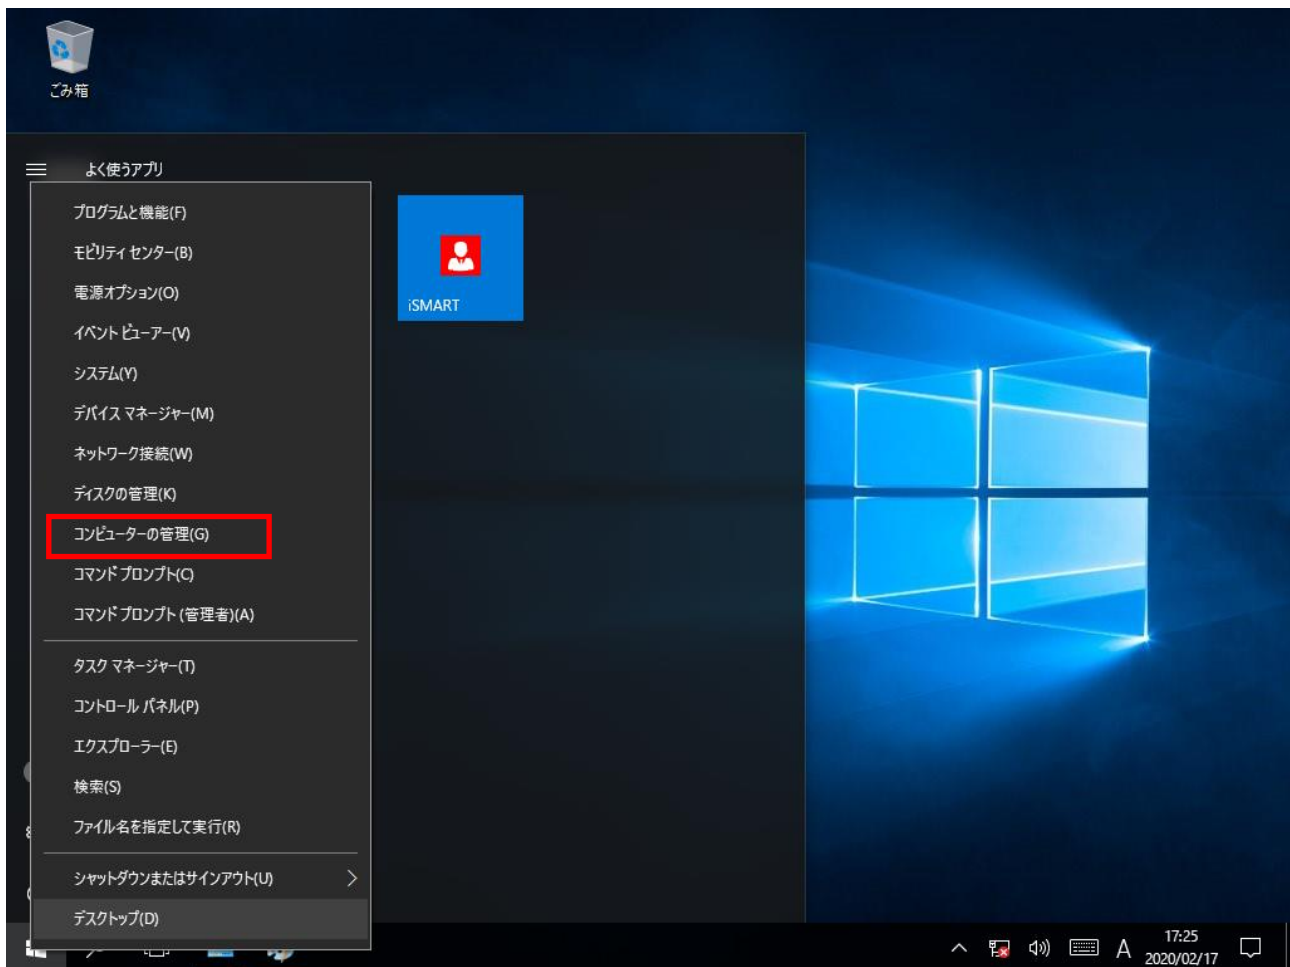 ごみ箱
よく使うアプリ
プログラムと機能(F)
モビリティ センター(B)
電源オプション(O)
イベント ビューアー(V)
システム(Y)
デバイス マネージャー(M)
ネットワーク接続(W)
ディスクの管理(K)
コンピューターの管理(G)
コマンド プロンプト(C)
コマンド プロンプト (管理者)(A)
タスク マネージャー(T)
コントロール パネル(P)
エクスプローラー(E)
検索(S)
ファイル名を指定して実行(R)
シャットダウンまたはサインアウト(U)
デスクトップ(D)
iSMART
A
17:25
2020/02/17